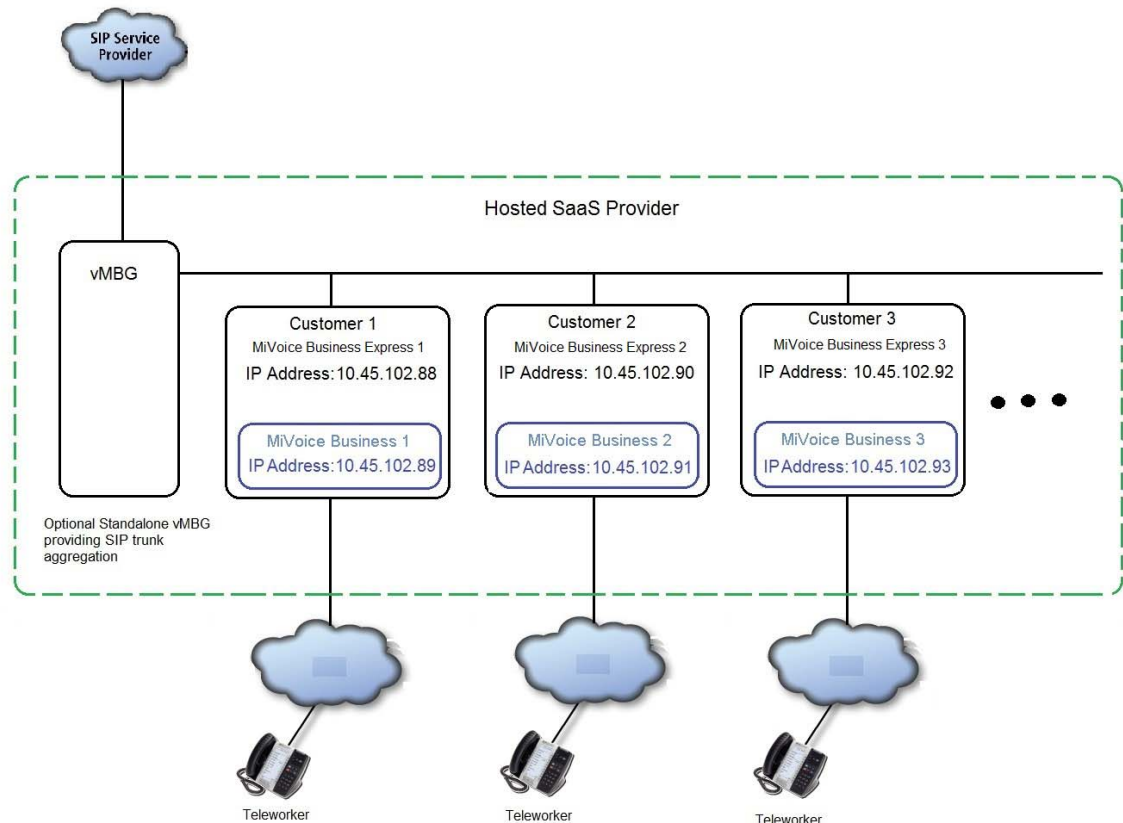 SIP Service
Provider
Hosted SaaS Provider
vMBG
Customer 1
MiVoice Business Express 1
IP Address:10.45.102.88
MiVoice Business 1
IP Address:10.45.102.89
Customer 2
MiVoice Business Express 2
IP Address: 10.45.102.90
MiVoice Business 2
IP Address:10.45.102.91
Customer 3
MiVoice Business Express 3
IP Address: 10.45.102.92
MiVoice Business 3
IP Address:10.45.102.93
Optional Standalone vMBG
providing SIP trunk
aggregation
Teleworker
Teleworker
Teleworker